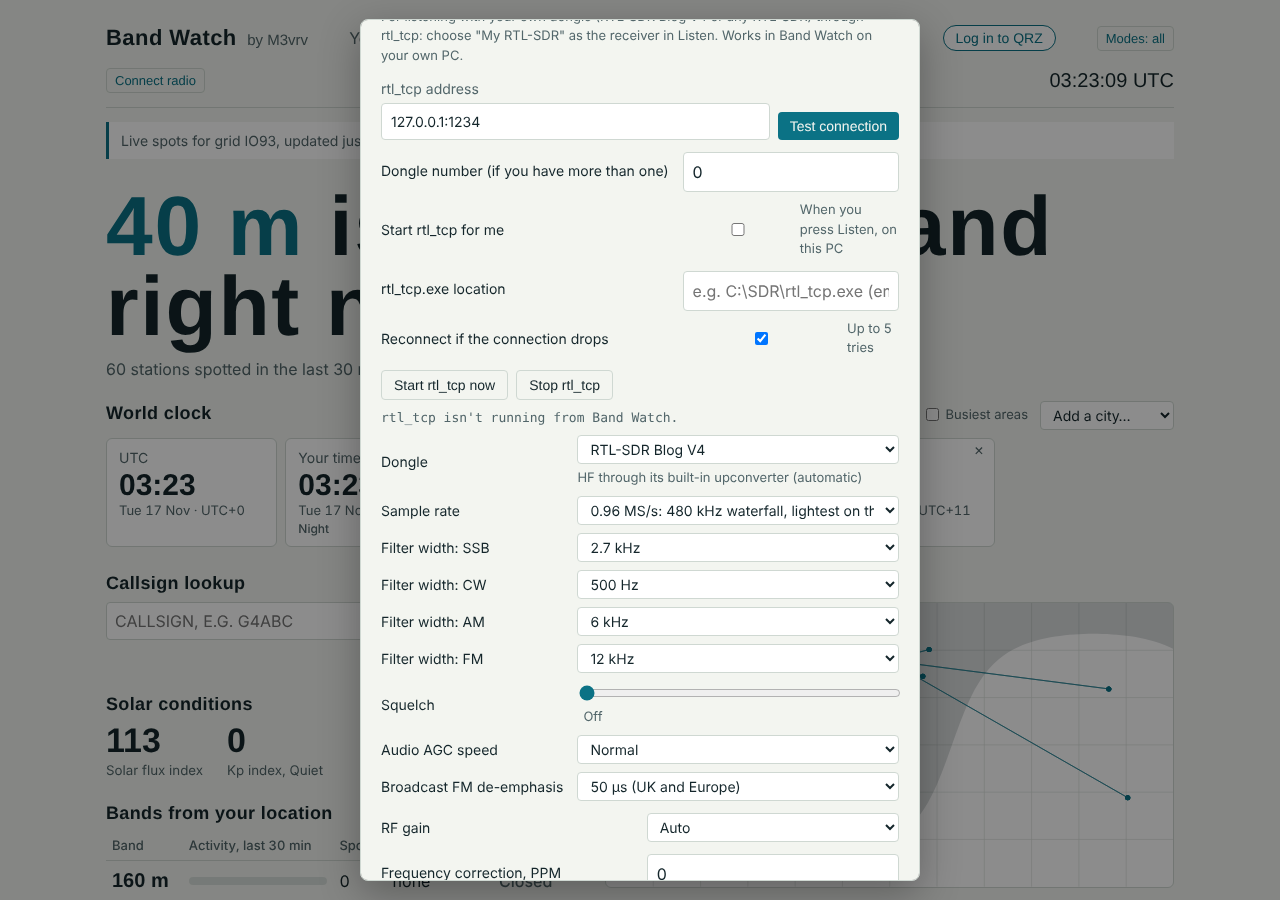 Band Watch by M3vrv
Log in to QRZ
Modes: all
Connect radio
03:23:09 UTC
Live spots for grid IO93, updated jus
40 m is
and
right n
60 stations spotted in the last 30 m
World clock
Busiest areas
Add a city...
UTC
03:23
Tue 17 Nov · UTC+0
Your time
Night
×
UTC+11
Callsign lookup
CALLSIGN, E.G. G4ABC
Solar conditions
113
0
Solar flux index
Kp index, Quiet
Bands from your location
Band
Activity, last 30 min
160 m
0
none
Closed
rtl_tcp: choose "My RTL-SDR" as the receiver in Listen. Works in Band Watch on
your own PC.
rtl_tcp address
127.0.0.1:1234
Test connection
Dongle number (if you have more than one)
0
Start rtl_tcp for me
When you
press Listen, on
this PC
rtl_tcp.exe location
e.g. C:\SDR\rtl_tcp.exe (en
Reconnect if the connection drops
Up to 5
tries
Start rtl_tcp now
Stop rtl_tcp
rtl_tcp isn't running from Band Watch.
Dongle
RTL-SDR Blog V4
HF through its built-in upconverter (automatic)
Sample rate
0.96 MS/s: 480 kHz waterfall, lightest on th
Filter width: SSB
2.7 kHz
Filter width: CW
500 Hz
Filter width: AM
6 kHz
Filter width: FM
12 kHz
Squelch
Off
Audio AGC speed
Normal
Broadcast FM de-emphasis
50 µs (UK and Europe)
RF gain
Auto
Frequency correction, PPM
0